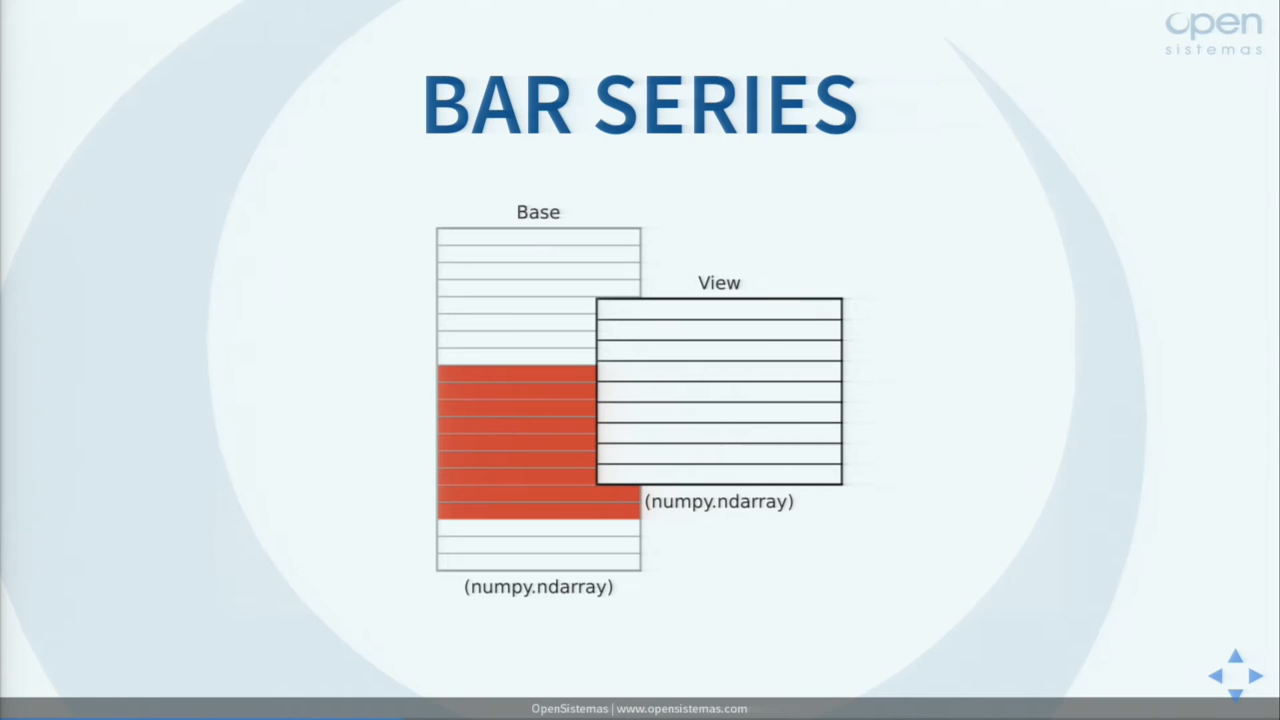 open
sistemas
BAR SERIES
Base
View
(numpy.ndarray)
(numpy.ndarray)
OpenSistemas | www.opensistemas.com